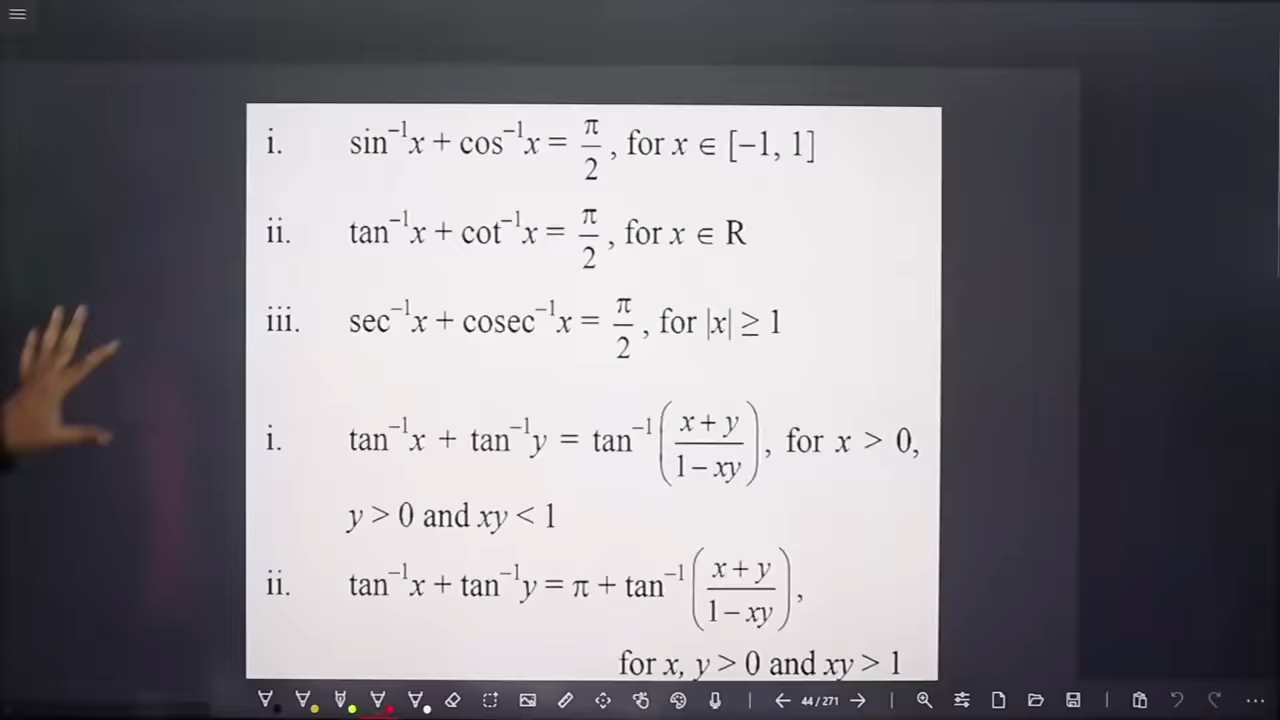 i. sin⁻¹x + cos⁻¹x = π/2, for x ∈ [−1, 1]
ii. tan⁻¹x + cot⁻¹x = π/2, for x ∈ R
iii. sec⁻¹x + cosec⁻¹x = π/2, for |x| ≥ 1
i. tan⁻¹x + tan⁻¹y = tan⁻¹((x + y)/(1 − xy)), for x > 0,
y > 0 and xy < 1
ii. tan⁻¹x + tan⁻¹y = π + tan⁻¹((x + y)/(1 − xy)),
for x, y > 0 and xy > 1
44/271